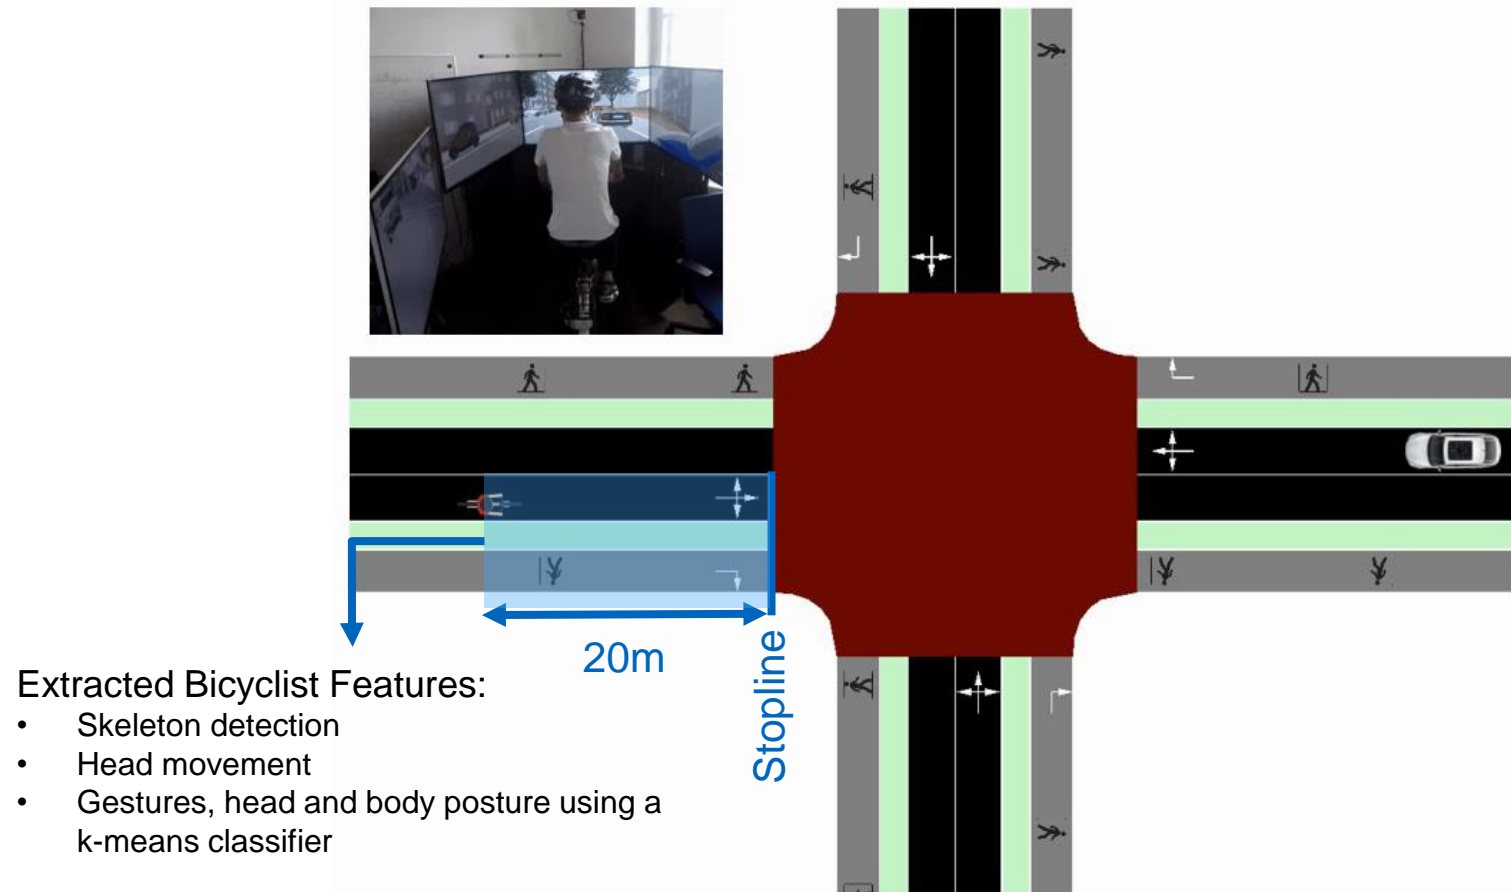 20m
Stopline
Extracted Bicyclist Features:
• Skeleton detection
• Head movement
• Gestures, head and body posture using a
k-means classifier